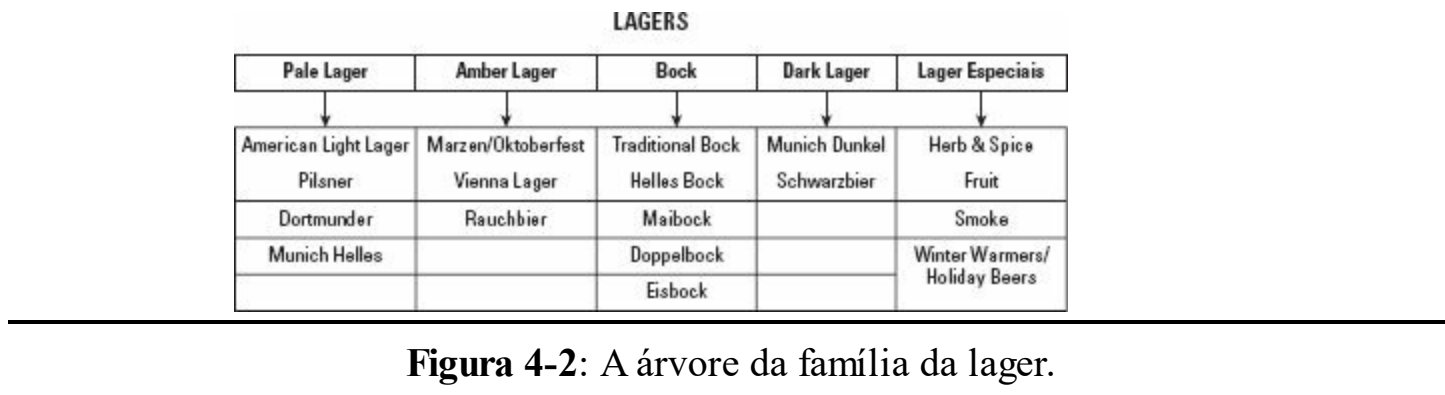 LAGERS
Pale Lager Amber Lager Bock Dark Lager Lager Especiais
American Light Lager Marzen/Oktoberfest Traditional Bock Munich Dunkel Herb & Spice
Pilsner Vienna Lager Helles Bock Schwarzbier Fruit
Dortmunder Rauchbier Maibock Smoke
Munich Helles Doppelbock Winter Warmers/
Eisbock Holiday Beers
Figura 4-2: A árvore da família da lager.